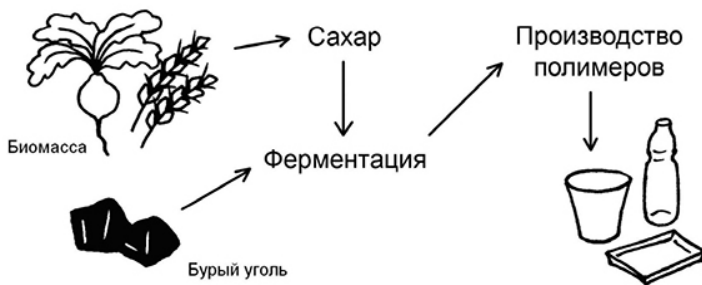 Сахар
Производство
полимеров
Биомасса
Ферментация
Бурый уголь